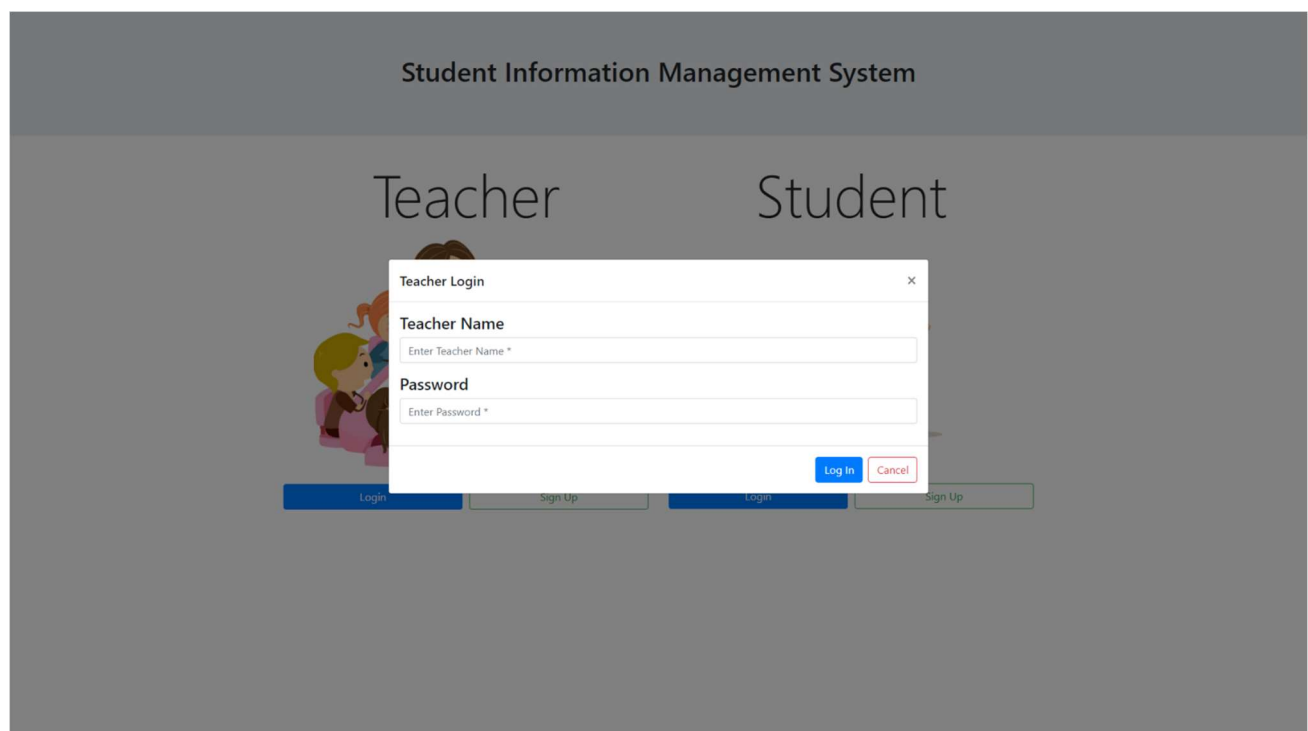 Student Information Management System
Teacher
Student
Teacher Login
×
Teacher Name
Enter Teacher Name *
Password
Enter Password *
Log In
Cancel
Login
Sign Up
Login
Sign Up